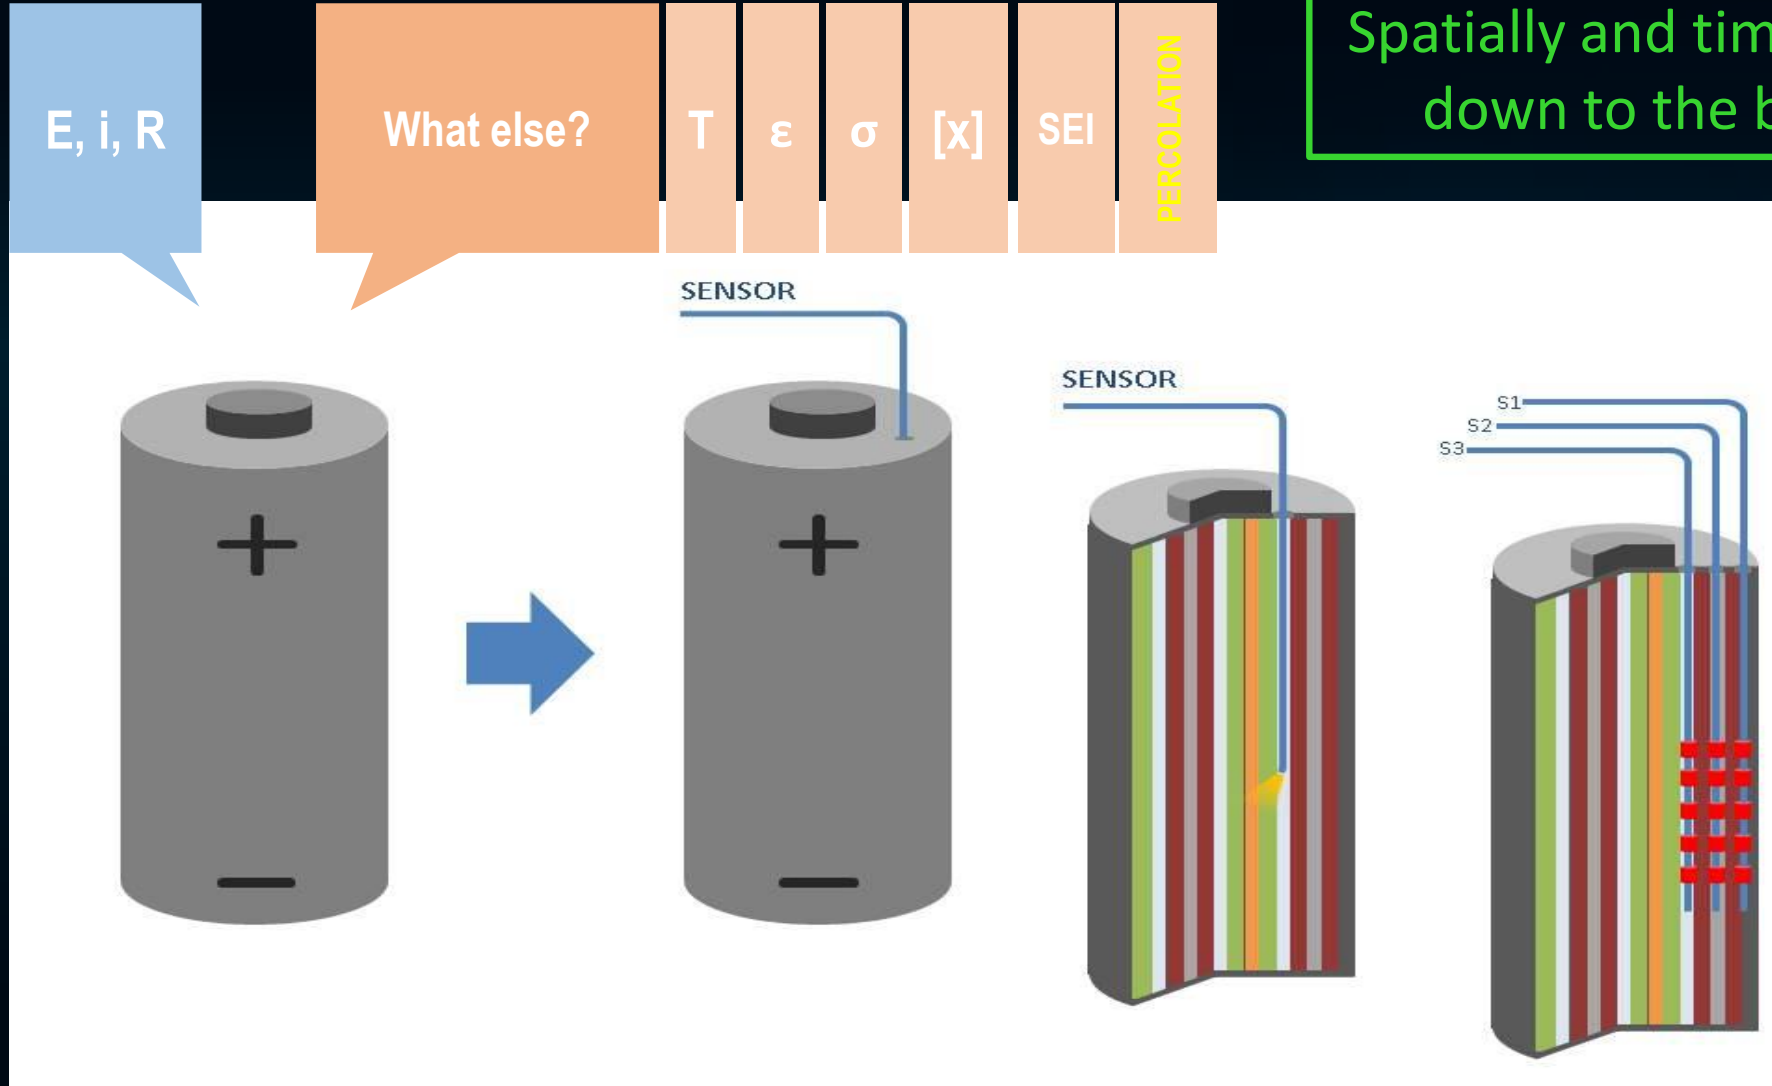 Spatially and tim
down to the b
E, i, R
What else?
T
ε
σ
[x]
SEI
PERCOLATION
SENSOR
SENSOR
S1
S2
S3